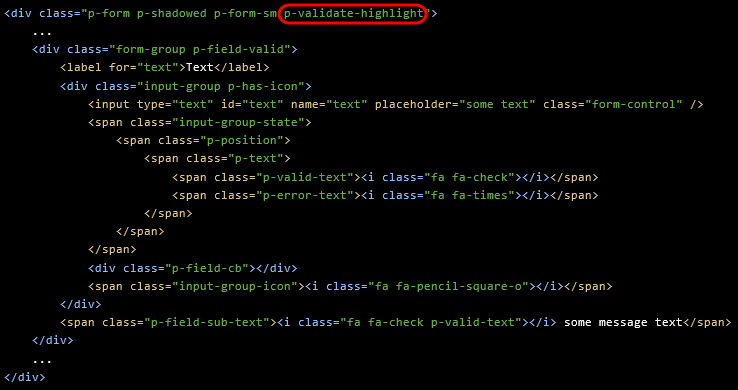 <div class="p-form p-shadowed p-form-sm p-validate-highlight">
...
<div class="form-group p-field-valid">
<label for="text">Text</label>
<div class="input-group p-has-icon">
<input type="text" id="text" name="text" placeholder="some text" class="form-control" />
<span class="input-group-state">
<span class="p-position">
<span class="p-text">
<span class="p-valid-text"><i class="fa fa-check"></i></span>
<span class="p-error-text"><i class="fa fa-times"></i></span>
</span>
</span>
</span>
<div class="p-field-cb"></div>
<span class="input-group-icon"><i class="fa fa-pencil-square-o"></i></span>
</div>
<span class="p-field-sub-text"><i class="fa fa-check p-valid-text"></i> some message text</span>
</div>
...
</div>